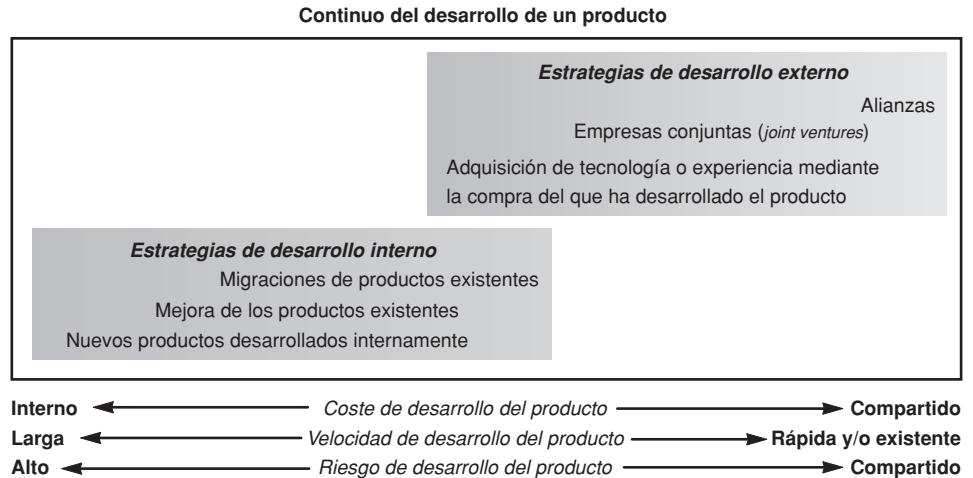 Continuo del desarrollo de un producto
Estrategias de desarrollo externo
Alianzas
Empresas conjuntas (joint ventures)
Adquisición de tecnología o experiencia mediante
la compra del que ha desarrollado el producto
Estrategias de desarrollo interno
Migraciones de productos existentes
Mejora de los productos existentes
Nuevos productos desarrollados internamente
Interno Coste de desarrollo del producto Compartido
Larga Velocidad de desarrollo del producto Rápida y/o existente
Alto Riesgo de desarrollo del producto Compartido